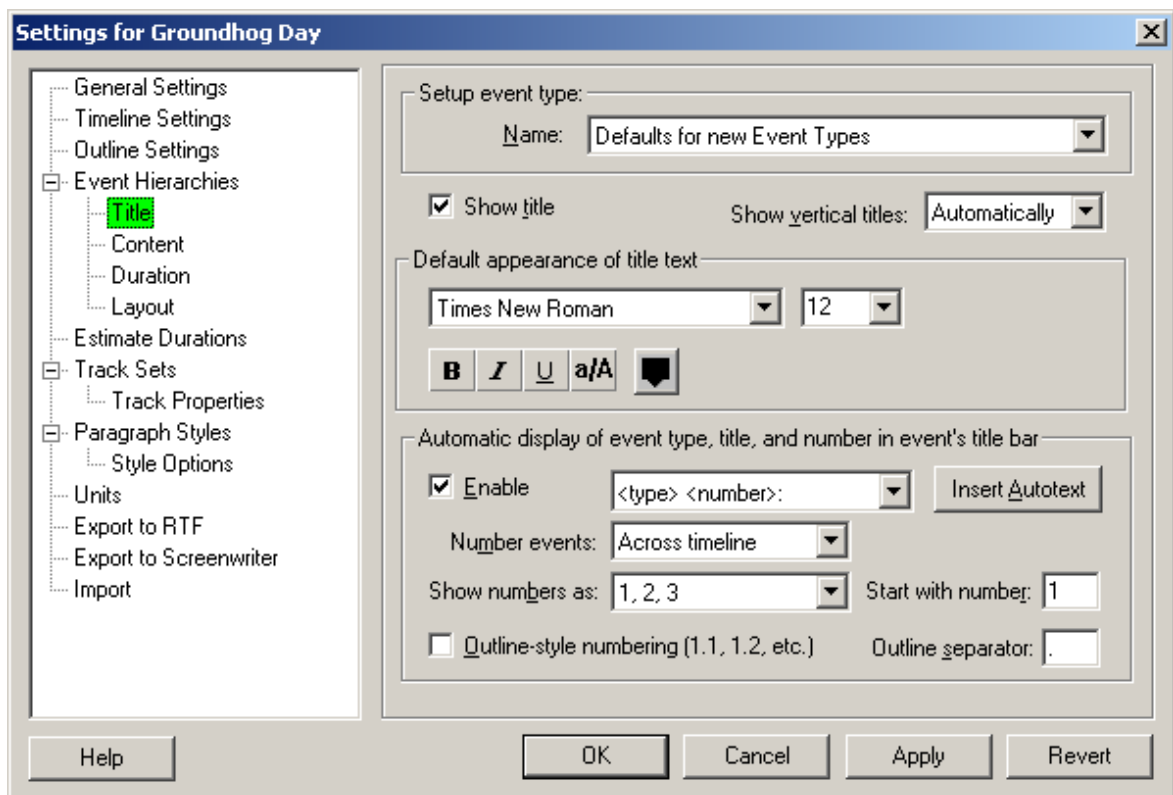 Settings for Groundhog Day
General Settings
Timeline Settings
Outline Settings
Event Hierarchies
Title
Content
Duration
Layout
Estimate Durations
Track Sets
Track Properties
Paragraph Styles
Style Options
Units
Export to RTF
Export to Screenwriter
Import
Setup event type:
Name: Defaults for new Event Types
Show title Show vertical titles: Automatically
Default appearance of title text
Times New Roman 12
B I U a/A
Automatic display of event type, title, and number in event's title bar
Enable <type> <number>: Insert Autotext
Number events: Across timeline
Show numbers as: 1, 2, 3 Start with number: 1
Outline-style numbering (1.1, 1.2, etc.) Outline separator: .
Help OK Cancel Apply Revert